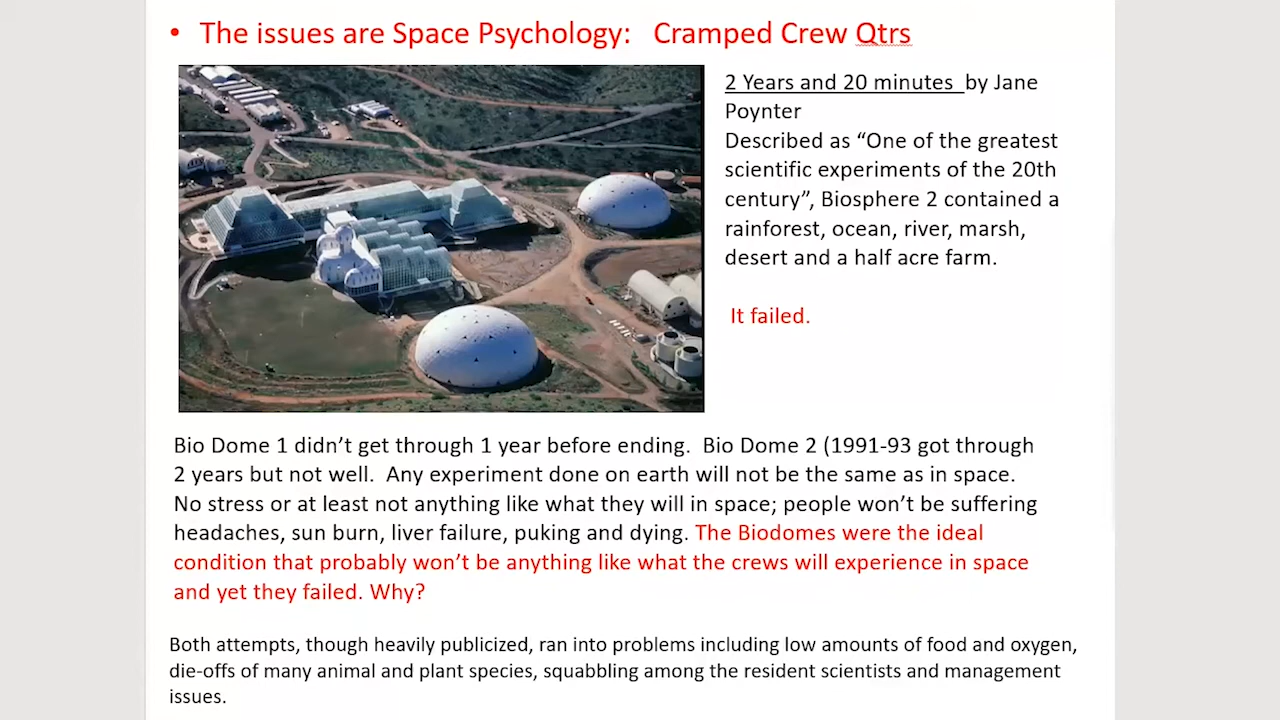 • The issues are Space Psychology: Cramped Crew Qtrs
2 Years and 20 minutes by Jane
Poynter
Described as “One of the greatest
scientific experiments of the 20th
century”, Biosphere 2 contained a
rainforest, ocean, river, marsh,
desert and a half acre farm.
It failed.
Bio Dome 1 didn’t get through 1 year before ending. Bio Dome 2 (1991-93 got through
2 years but not well. Any experiment done on earth will not be the same as in space.
No stress or at least not anything like what they will in space; people won’t be suffering
headaches, sun burn, liver failure, puking and dying. The Biodomes were the ideal
condition that probably won’t be anything like what the crews will experience in space
and yet they failed. Why?
Both attempts, though heavily publicized, ran into problems including low amounts of food and oxygen,
die-offs of many animal and plant species, squabbling among the resident scientists and management
issues.